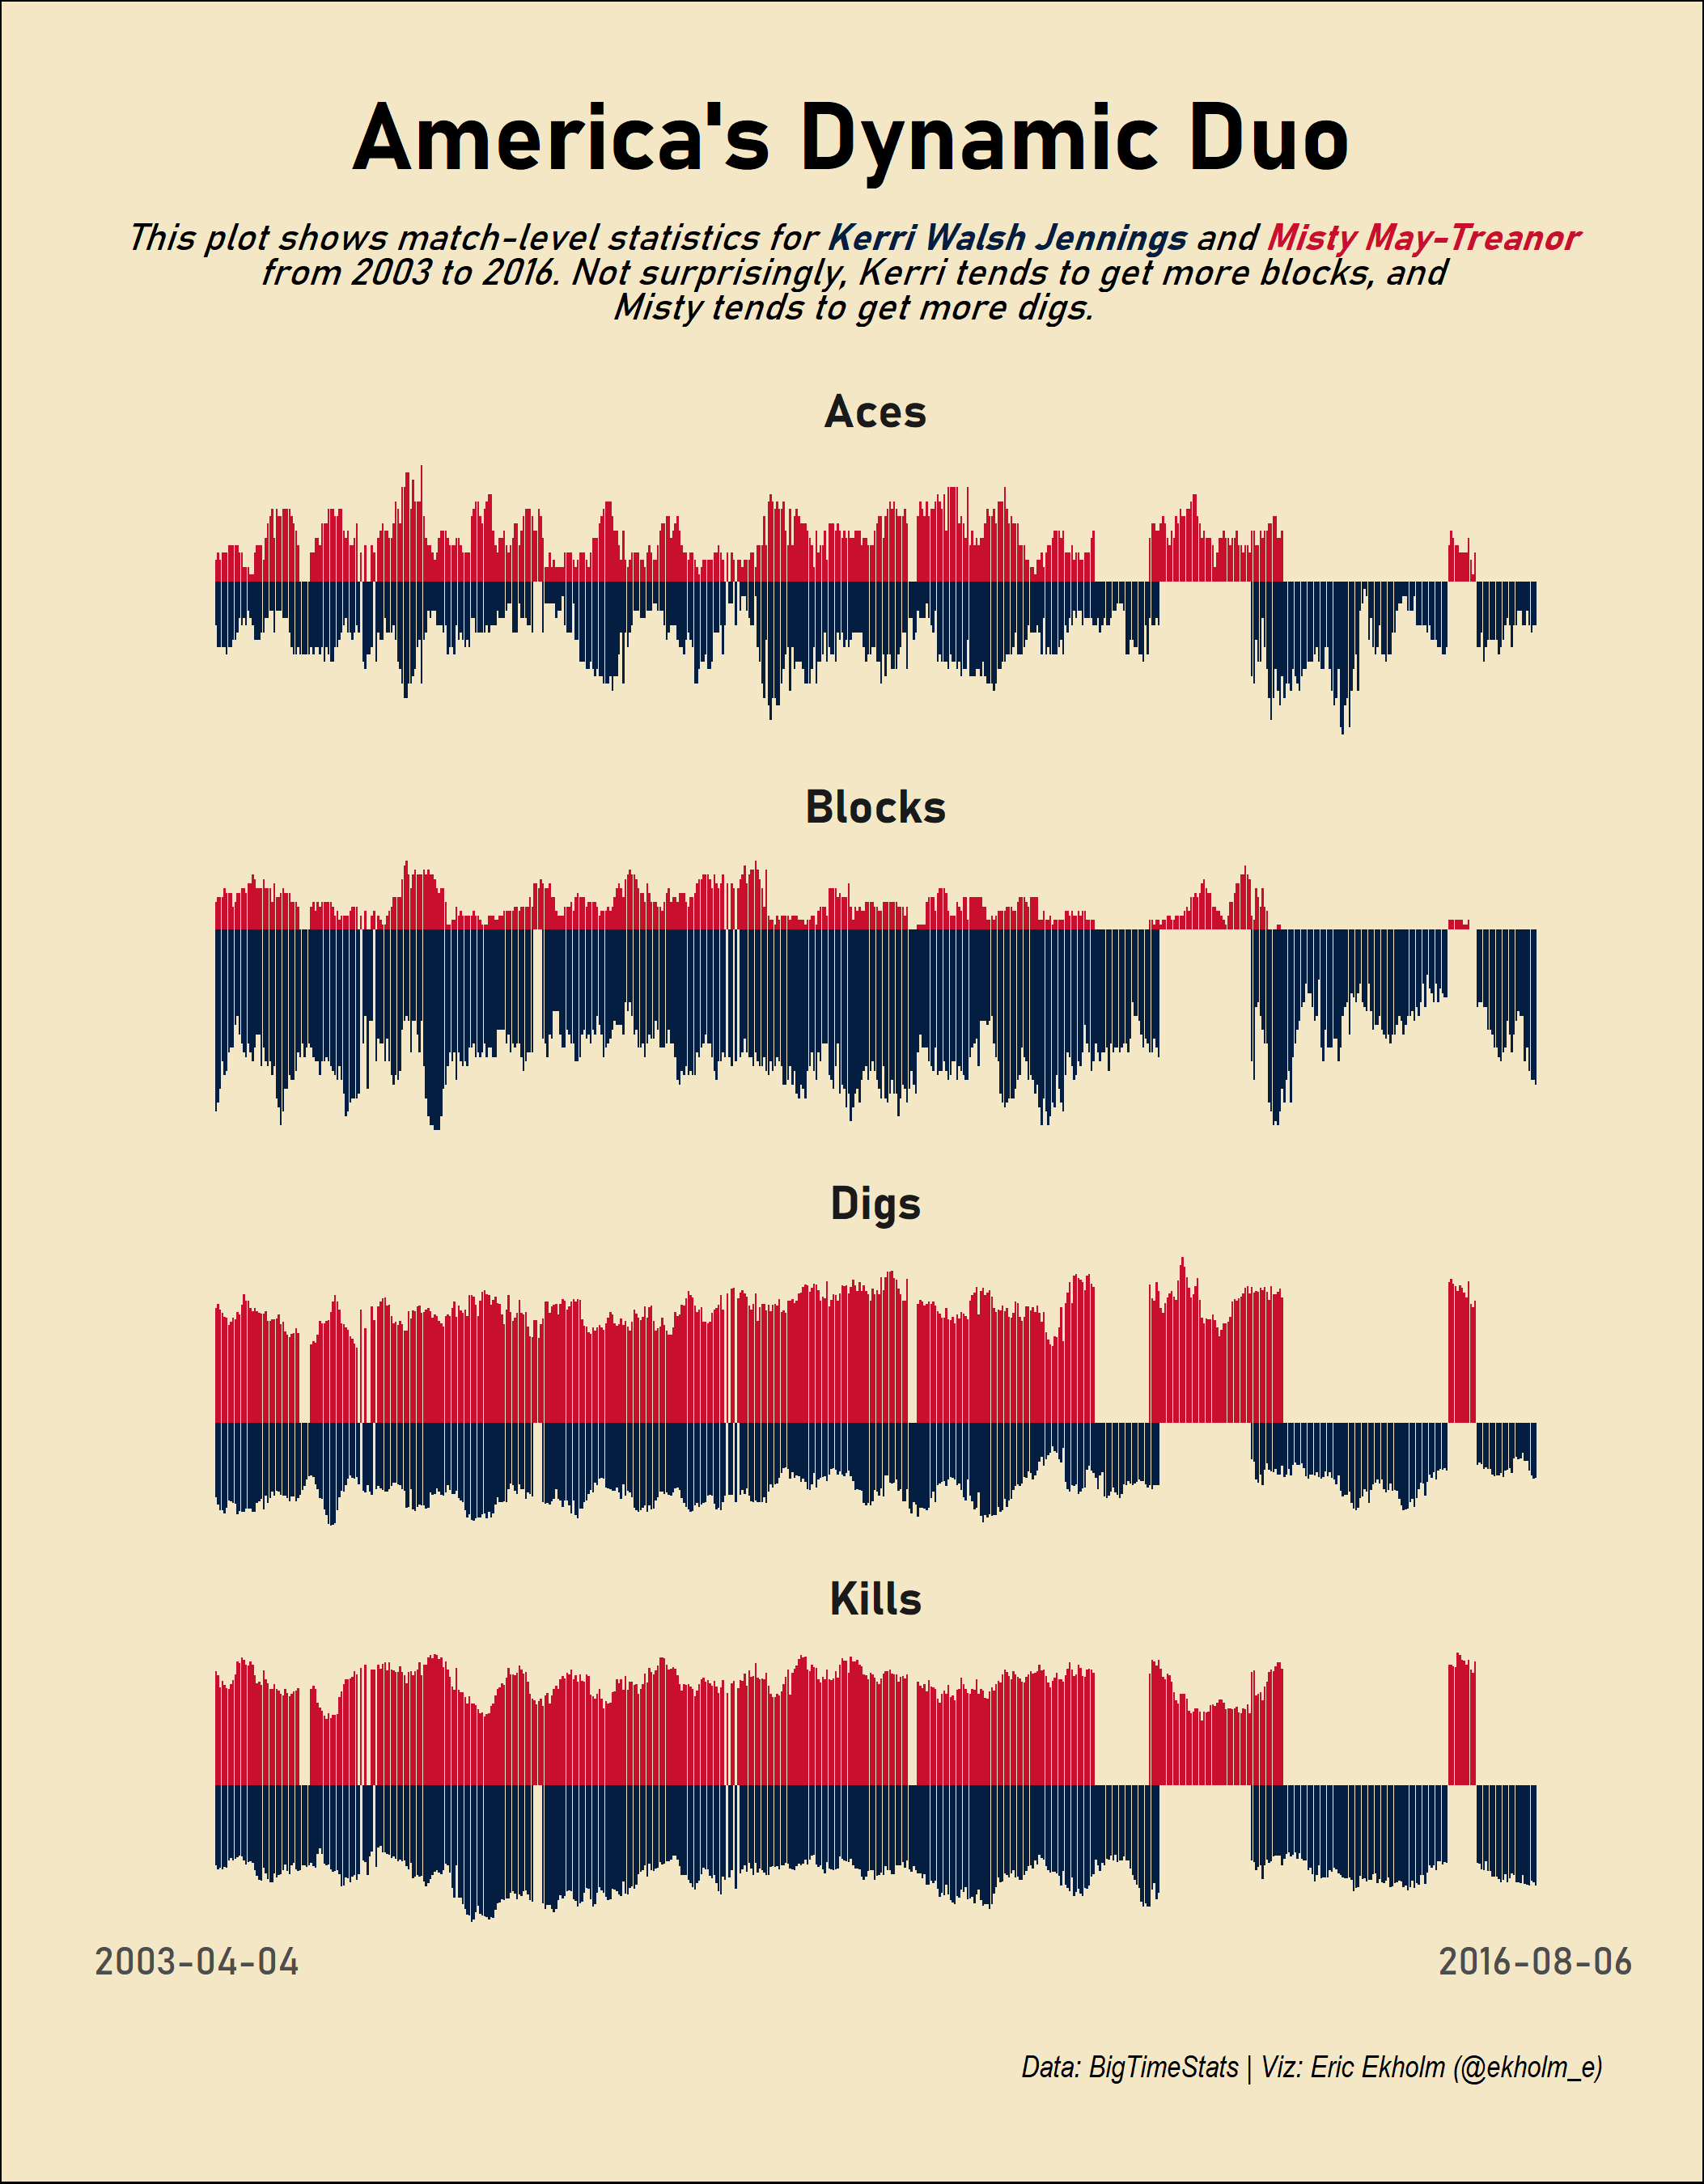 America's Dynamic Duo
This plot shows match-level statistics for Kerri Walsh Jennings and Misty May-Treanor
from 2003 to 2016. Not surprisingly, Kerri tends to get more blocks, and
Misty tends to get more digs.
Aces
Blocks
Digs
Kills
2003-04-04 2016-08-06
Data: BigTimeStats | Viz: Eric Ekholm (@ekholm_e)